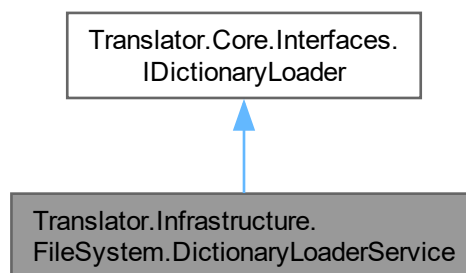 Translator.Core.Interfaces.
IDictionaryLoader
Translator.Infrastructure.
FileSystem.DictionaryLoaderService